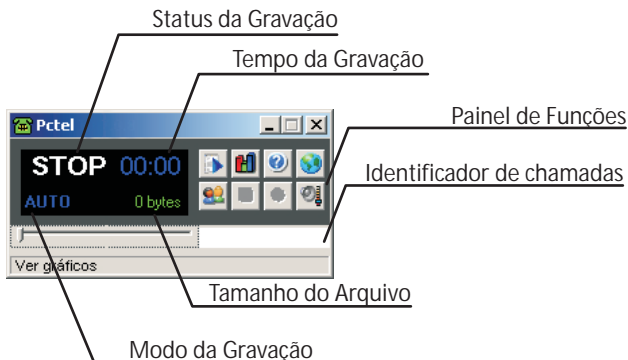 Status da Gravação
Tempo da Gravação
Pctel
Painel de Funções
STOP 00:00
Identificador de chamadas
AUTO 0 bytes
Ver gráficos
Tamanho do Arquivo
Modo da Gravação